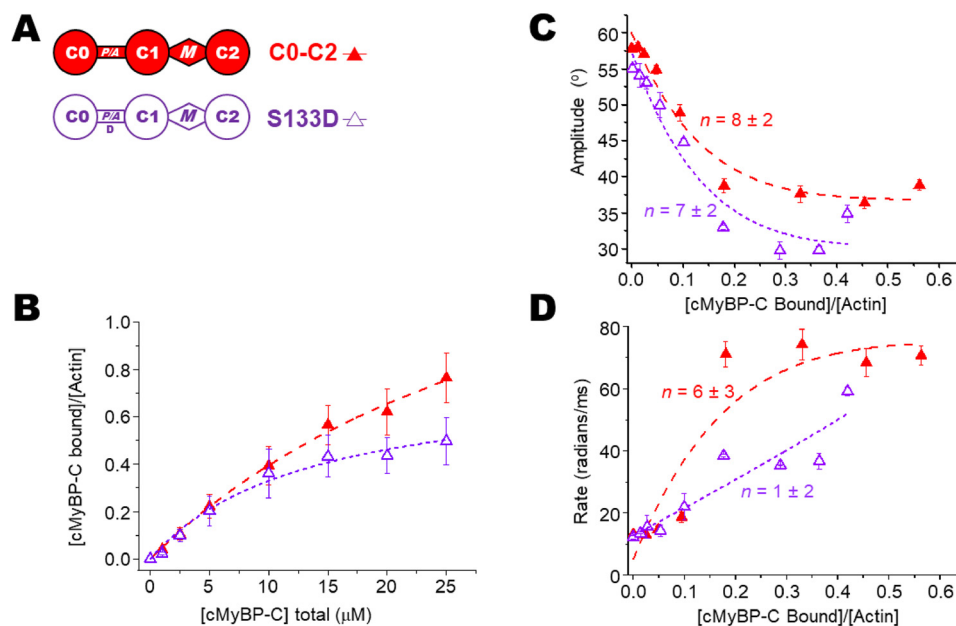 A
C0 P/A C1 M C2 C0-C2
C0 P/A C1 M C2 S133D
D
B
1.0
0.8
0.6
0.4
0.2
0.0
0 5 10 15 20 25
[cMyBP-C bound]/[Actin]
[cMyBP-C] total (μM)
C
60
55
50
45
40
35
30
0.0 0.1 0.2 0.3 0.4 0.5 0.6
Amplitude (°)
n = 8 ± 2
n = 7 ± 2
[cMyBP-C Bound]/[Actin]
D
80
60
40
20
0
0.0 0.1 0.2 0.3 0.4 0.5 0.6
Rate (radians/ms)
n = 6 ± 3
n = 1 ± 2
[cMyBP-C Bound]/[Actin]